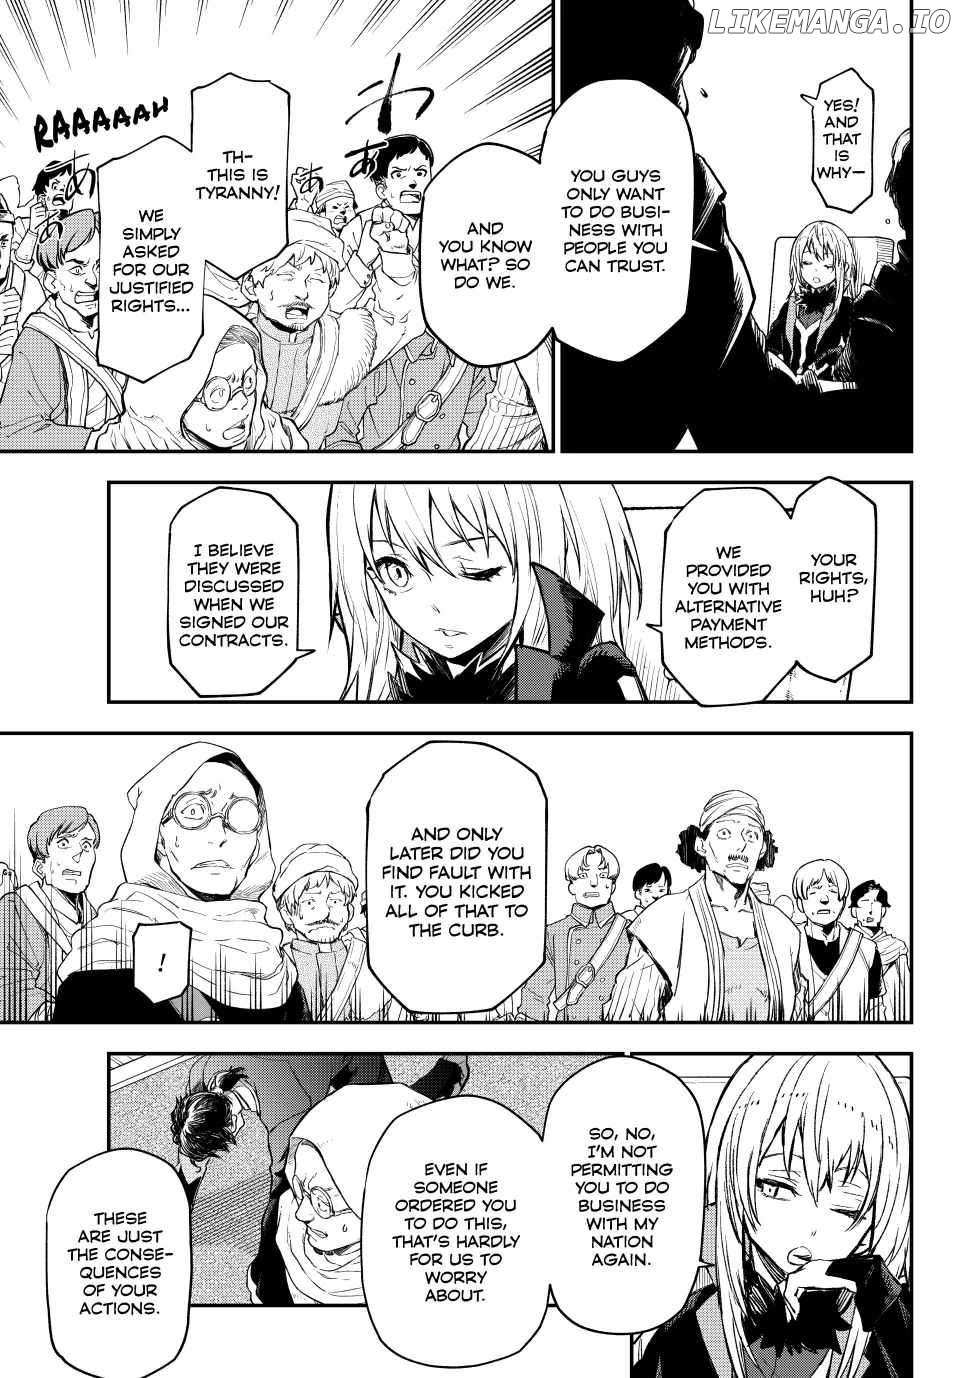 LIKEMANGA.IO
YES!
AND
THAT
IS
WHY—
YOU GUYS
ONLY WANT
TO DO BUSI-
NESS WITH
PEOPLE YOU
CAN TRUST.
AND
YOU KNOW
WHAT? SO
DO WE.
わぁぁぁ
RAAAAAAH
TH-
THIS IS
TYRANNY!
WE
SIMPLY
ASKED
FOR OUR
JUSTIFIED
RIGHTS...
YOUR
RIGHTS,
HUH?
WE
PROVIDED
YOU WITH
ALTERNATIVE
PAYMENT
METHODS.
I BELIEVE
THEY WERE
DISCUSSED
WHEN WE
SIGNED OUR
CONTRACTS.
AND ONLY
LATER DID YOU
FIND FAULT WITH
IT. YOU KICKED
ALL OF THAT TO
THE CURB.
!
SO, NO,
I'M NOT
PERMITTING
YOU TO DO
BUSINESS
WITH MY
NATION
AGAIN.
EVEN IF
SOMEONE
ORDERED YOU
TO DO THIS,
THAT'S HARDLY
FOR US TO
WORRY
ABOUT.
THESE
ARE JUST
THE CONSE-
QUENCES
OF YOUR
ACTIONS.